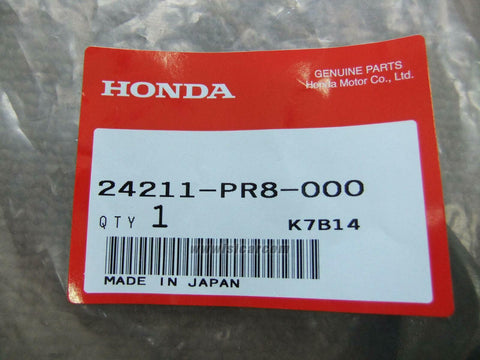 GENUINE PARTS
Honda Motor Co., Ltd.
HONDA
24211-PR8-000
QTY 1 K7B14
MADE IN JAPAN